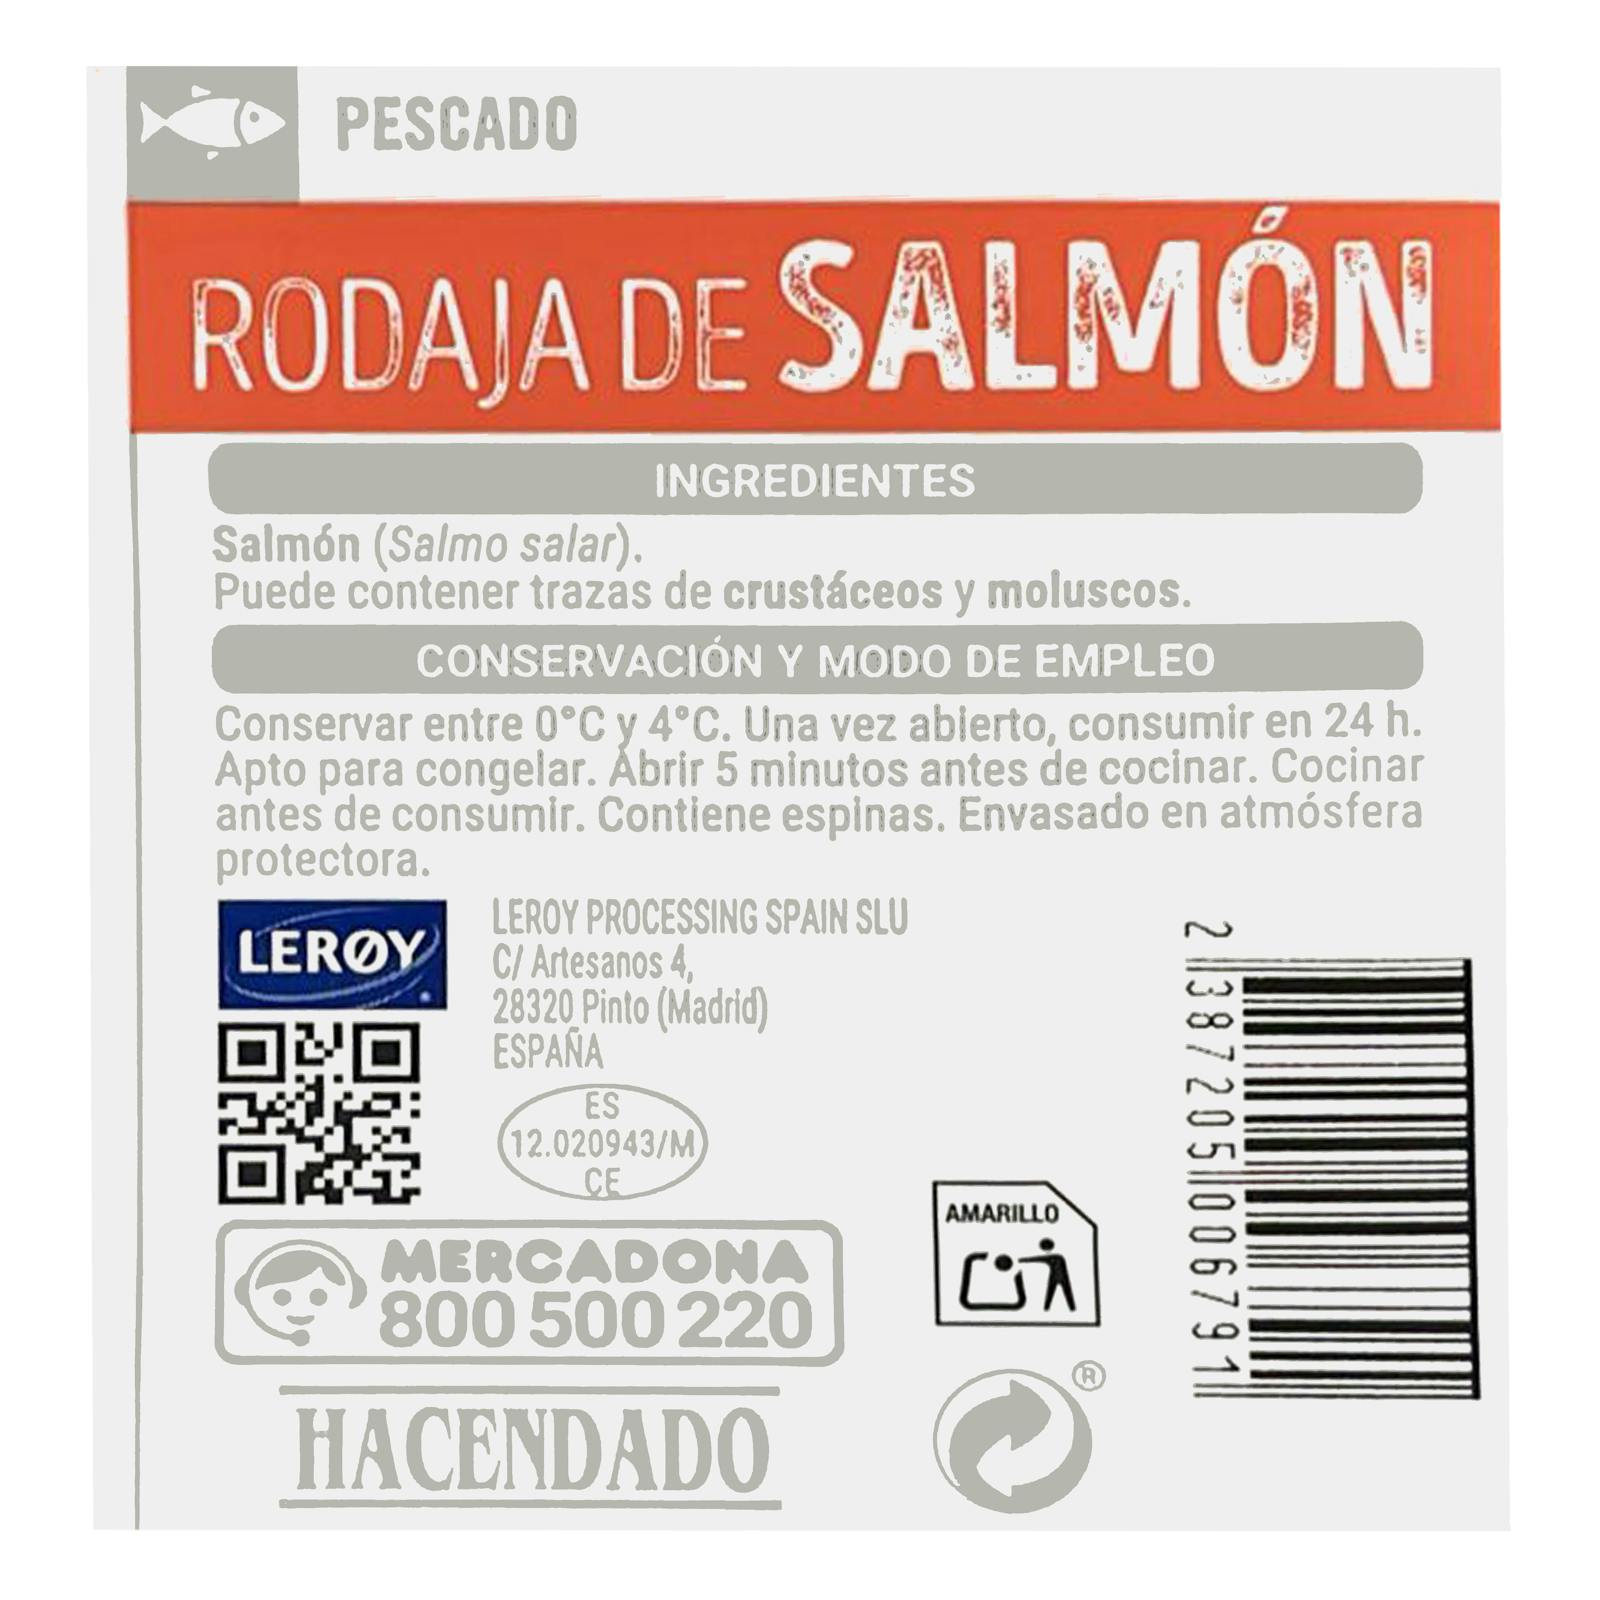 PESCADO
RODAJA DE SALMÓN
INGREDIENTES
Salmón (Salmo salar).
Puede contener trazas de crustáceos y moluscos.
CONSERVACIÓN Y MODO DE EMPLEO
Conservar entre 0°C y 4°C. Una vez abierto, consumir en 24 h.
Apto para congelar. Abrir 5 minutos antes de cocinar. Cocinar
antes de consumir. Contiene espinas. Envasado en atmósfera
protectora.
LERØY
LEROY PROCESSING SPAIN SLU
C/ Artesanos 4,
28320 Pinto (Madrid)
ESPAÑA
ES
12.020943/M
CE
MERCADONA
800 500 220
HACENDADO
AMARILLO
®
2 387205 006791